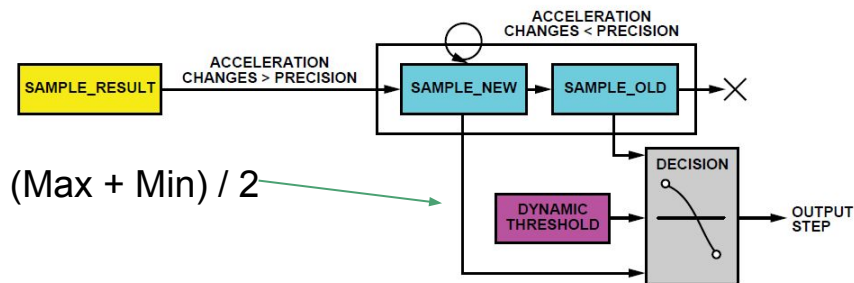 ACCELERATION
CHANGES < PRECISION
ACCELERATION
CHANGES > PRECISION
SAMPLE_RESULT
SAMPLE_NEW
SAMPLE_OLD
(Max + Min) / 2
DECISION
DYNAMIC
THRESHOLD
OUTPUT
STEP